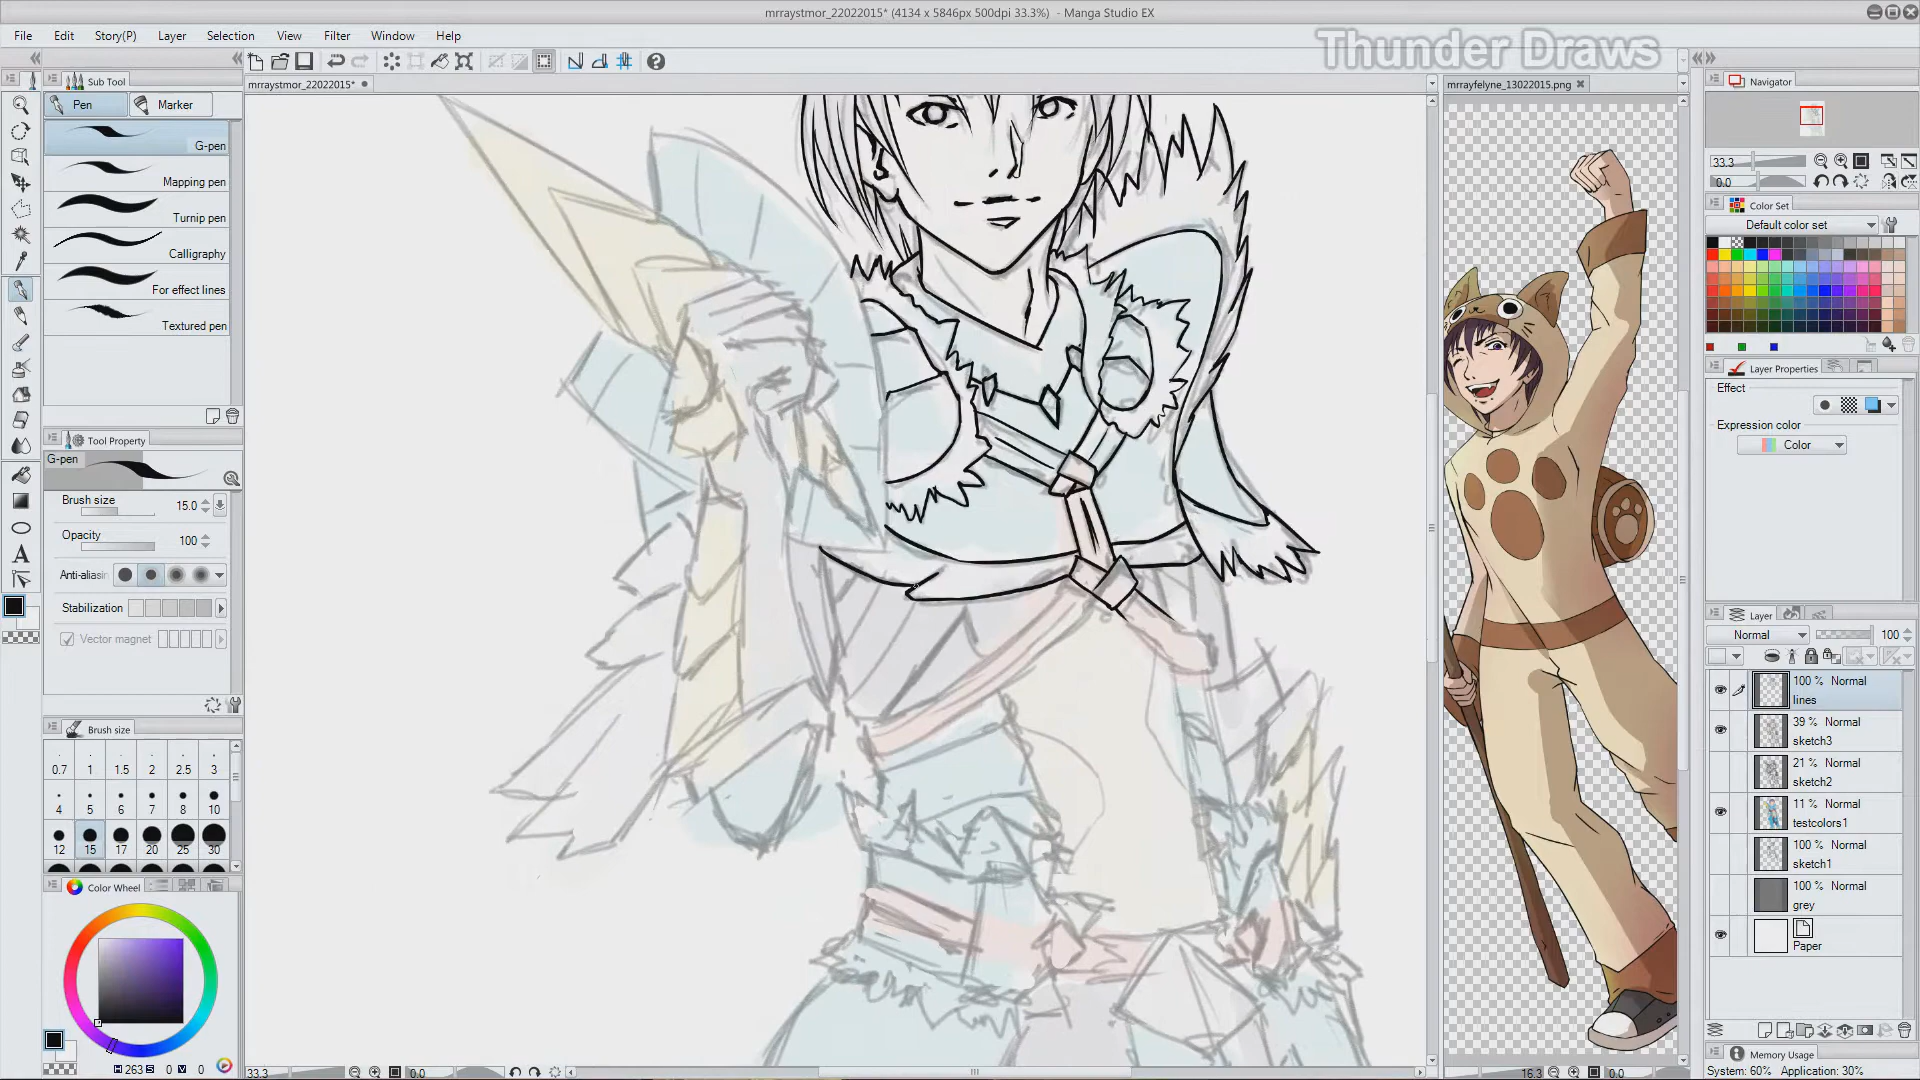 mrraystmor_22022015* (4134 x 5846px 500dpi 33.3%) - Manga Studio EX
File Edit Story(P) Layer Selection View Filter Window Help
Thunder Draws
Sub Tool
mrraystmor_22022015*
mrrayfelyne_13022015.png
Navigator
Pen Marker
G-pen
Mapping pen
Turnip pen
Calligraphy
For effect lines
Textured pen
33.3
0.0
Color Set
Default color set
Layer Properties
Effect
Expression color
Color
Tool Property
G-pen
Brush size 15.0
Opacity 100
Anti-aliasin
Stabilization
Vector magnet
Layer
Normal 100
100 % Normal
lines
39 % Normal
sketch3
21 % Normal
sketch2
11 % Normal
testcolors1
100 % Normal
sketch1
100 % Normal
grey
Paper
Brush size
0.7 1 1.5 2 2.5 3
4 5 6 7 8 10
12 15 17 20 25 30
Color Wheel
H 263 S 0 V 0
33.3 0.0
16.3 0.0
Memory Usage
System: 60% Application: 30%